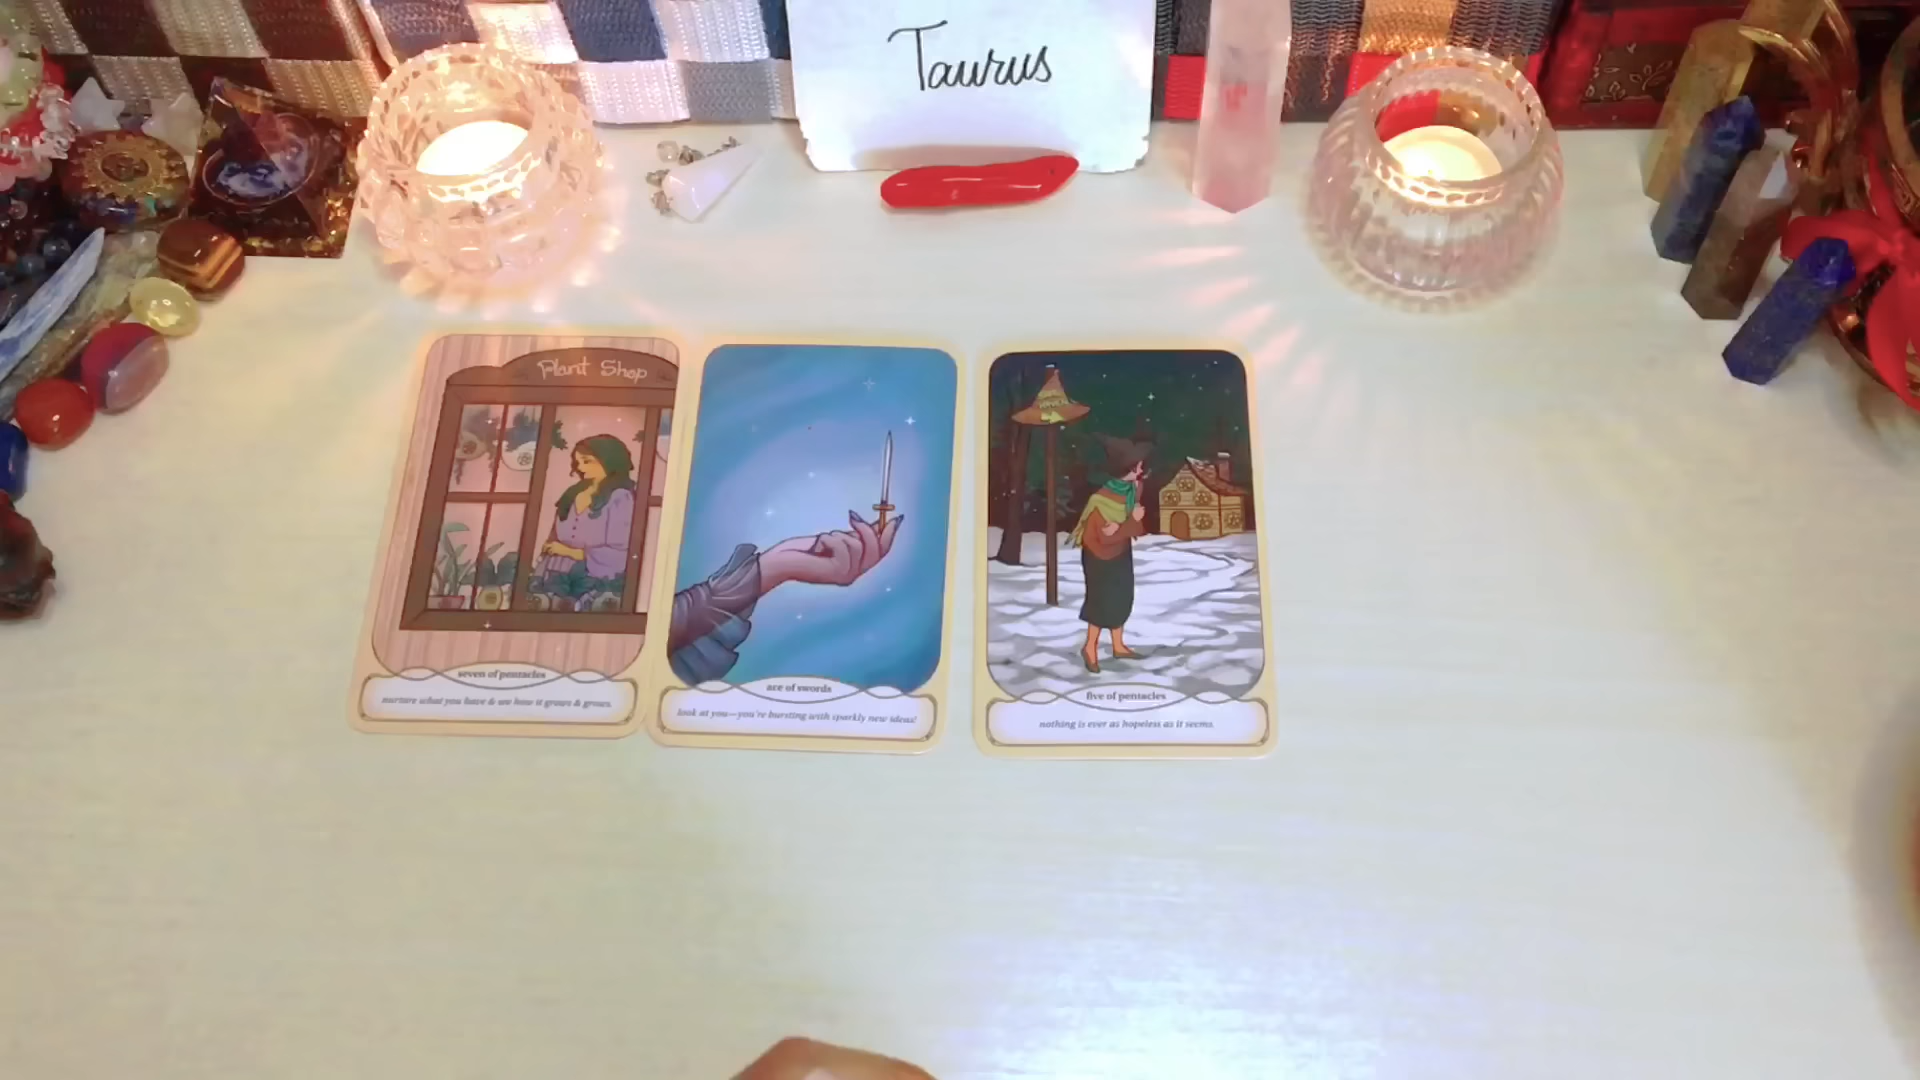 Taurus
Plant Shop
seven of pentacles
nurture what you have & see how it grows & grows.
ace of swords
look at you—you're bursting with sparkly new ideas!
five of pentacles
nothing is ever as hopeless as it seems.